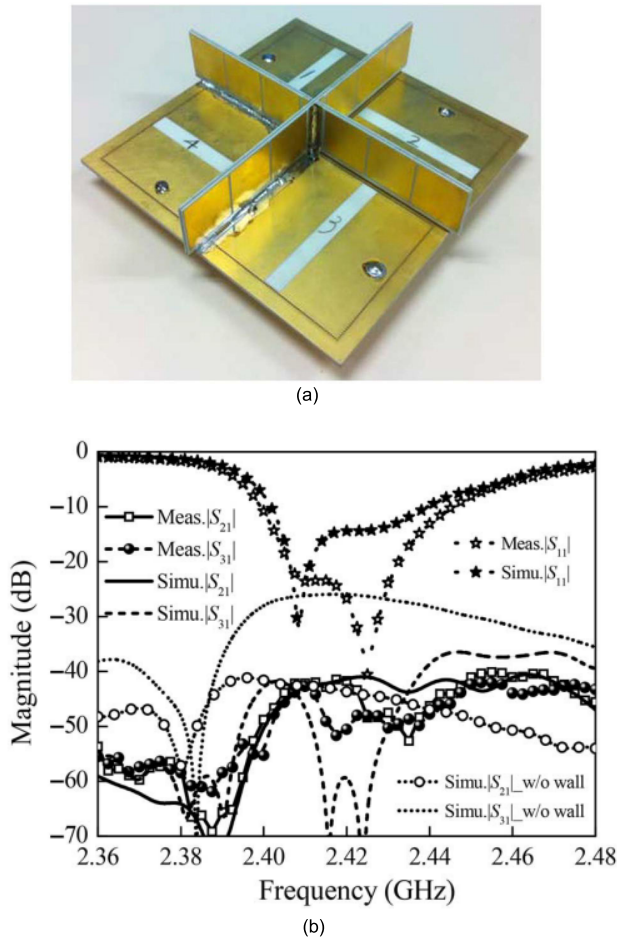 1
2
3
4
(a)
0
-10
-20
-30
-40
-50
-60
-70
Magnitude (dB)
Meas.|S21|
Meas.|S31|
Simu.|S21|
Simu.|S31|
Meas.|S11|
Simu.|S11|
Simu.|S21|_w/o wall
Simu.|S31|_w/o wall
2.36 2.38 2.40 2.42 2.44 2.46 2.48
Frequency (GHz)
(b)